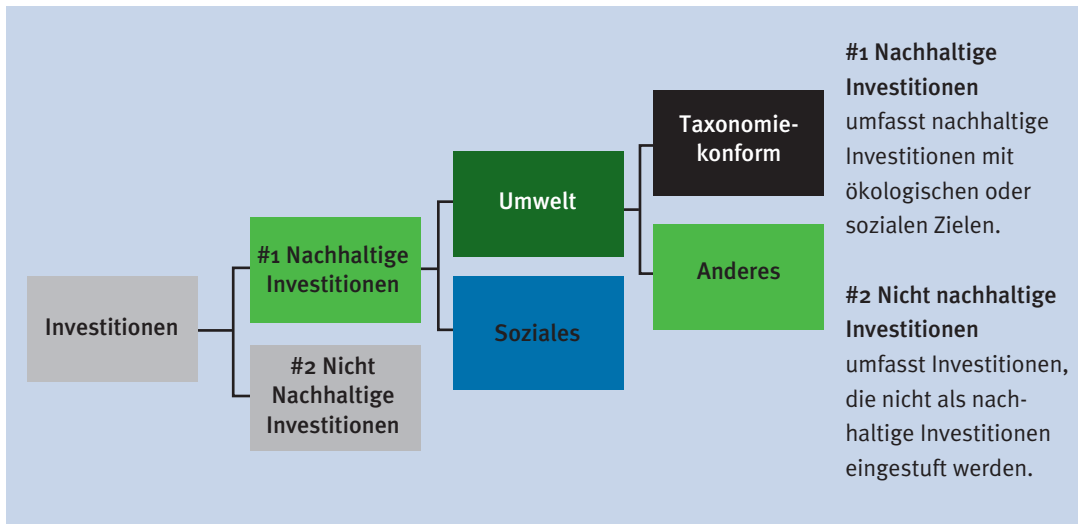 Investitionen
#1 Nachhaltige
Investitionen
#2 Nicht
Nachhaltige
Investitionen
Umwelt
Soziales
Taxonomie-
konform
Anderes
#1 Nachhaltige
Investitionen
umfasst nachhaltige
Investitionen mit
ökologischen oder
sozialen Zielen.
#2 Nicht nachhaltige
Investitionen
umfasst Investitionen,
die nicht als nach-
haltige Investitionen
eingestuft werden.